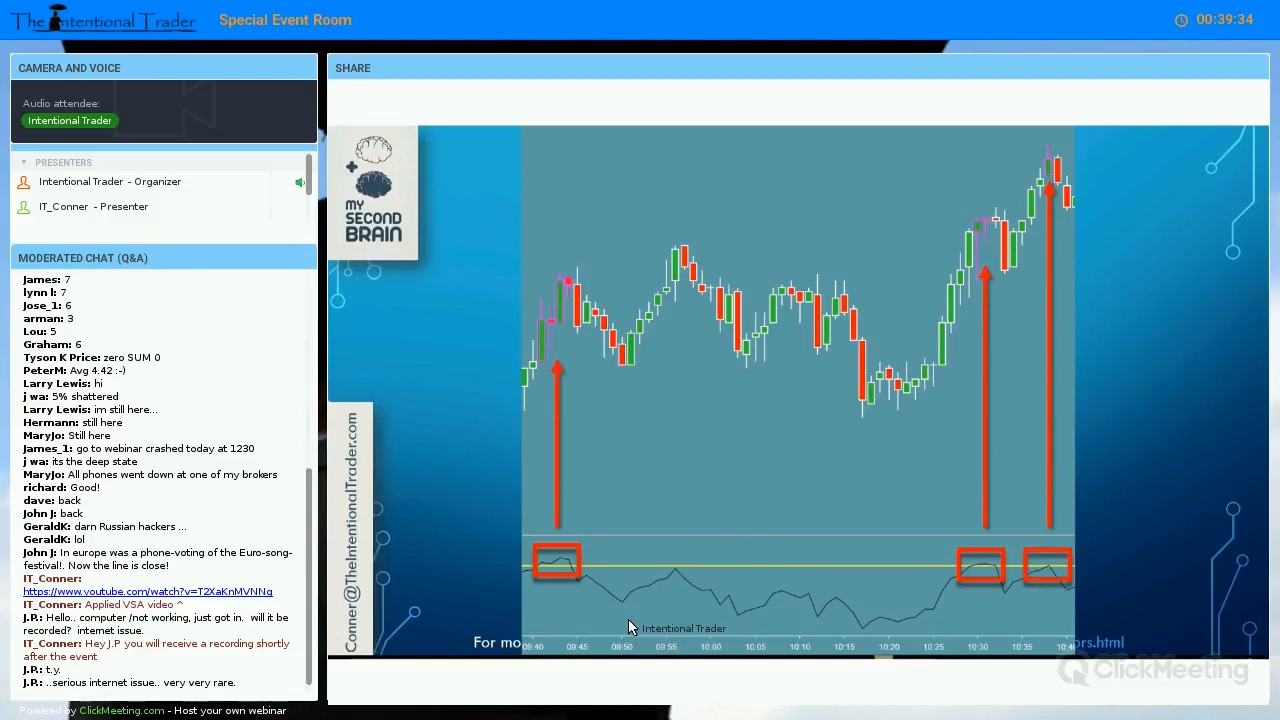 The Intentional Trader
Special Event Room
00:39:34
CAMERA AND VOICE
Audio attendee:
Intentional Trader
PRESENTERS
Intentional Trader - Organizer
IT_Conner - Presenter
MODERATED CHAT (Q&A)
James: 7
lynn l: 7
Jose_1: 6
arman: 3
Lou: 5
Graham: 6
Tyson K Price: zero SUM 0
PeterM: Avg 4.42 :-)
Larry Lewis: hi
j wa: 5% shattered
Larry Lewis: im still here...
Hermann: still here
MaryJo: Still here
James_1: go to webinar crashed today at 1230
j wa: its the deep state
MaryJo: All phones went down at one of my brokers
richard: Good!
dave: back
John J: back
GeraldK: darn Russian hackers ...
GeraldK: lol
John J: In europe was a phone-voting of the Euro-song-
festival!. Now the line is close!
IT_Conner:
https://www.youtube.com/watch?v=T2XaKnMVNNg
IT_Conner: Applied VSA video ^
J.P.: Hello.. computer /not working, just got in. will it be
recorded? internet issue.
IT_Conner: Hey J.P you will receive a recording shortly
after the event
J.P.: t.y.
J.P.: ..serious internet issue.. very very rare.
Powered by ClickMeeting.com - Host your own webinar
SHARE
+
MY
SECOND
BRAIN
Conner@TheIntentionalTrader.com
Intentional Trader
For mo
ors.html
09:40 09:45 09:50 09:55 10:00 10:05 10:10 10:15 10:20 10:25 10:30 10:35 10:4
ClickMeeting